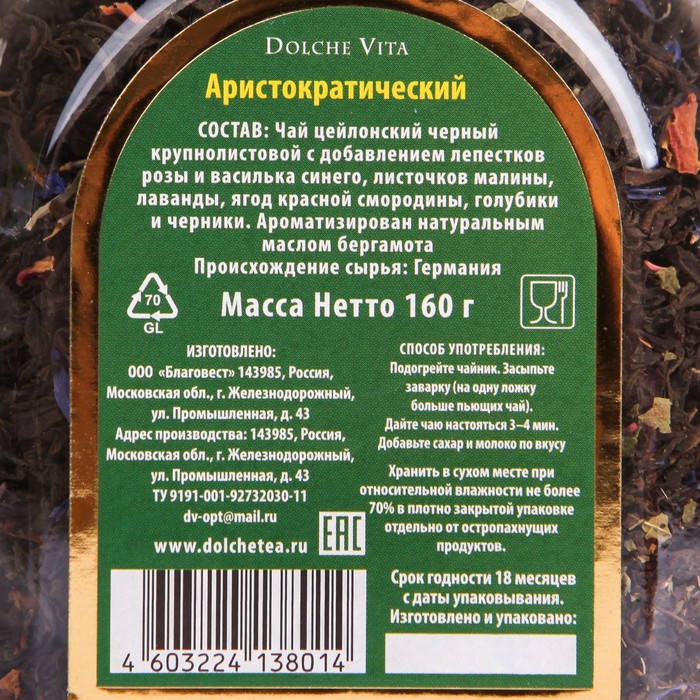 DOLCHE VITA
Аристократический
СОСТАВ: Чай цейлонский черный
крупнолистовой с добавлением лепестков
розы и василька синего, листочков малины,
лаванды, ягод красной смородины, голубики
и черники. Ароматизирован натуральным
маслом бергамота
Происхождение сырья: Германия
70
GL
Масса Нетто 160 г
ИЗГОТОВЛЕНО:
ООО «Благовест» 143985, Россия,
Московская обл., г. Железнодорожный,
ул. Промышленная, д. 43
Адрес производства: 143985, Россия,
Московская обл., г. Железнодорожный,
ул. Промышленная, д. 43
ТУ 9191-001-92732030-11
dv-opt@mail.ru
www.dolchetea.ru
EAC
СПОСОБ УПОТРЕБЛЕНИЯ:
Подогрейте чайник. Засыпьте
заварку (на одну ложку
больше пьющих чай).
Дайте чаю настояться 3–4 мин.
Добавьте сахар и молоко по вкусу
Хранить в сухом месте при
относительной влажности не более
70% в плотно закрытой упаковке
отдельно от остропахнущих
продуктов.
Срок годности 18 месяцев
с даты упаковывания.
Изготовлено и упаковано:
4 603224 138014